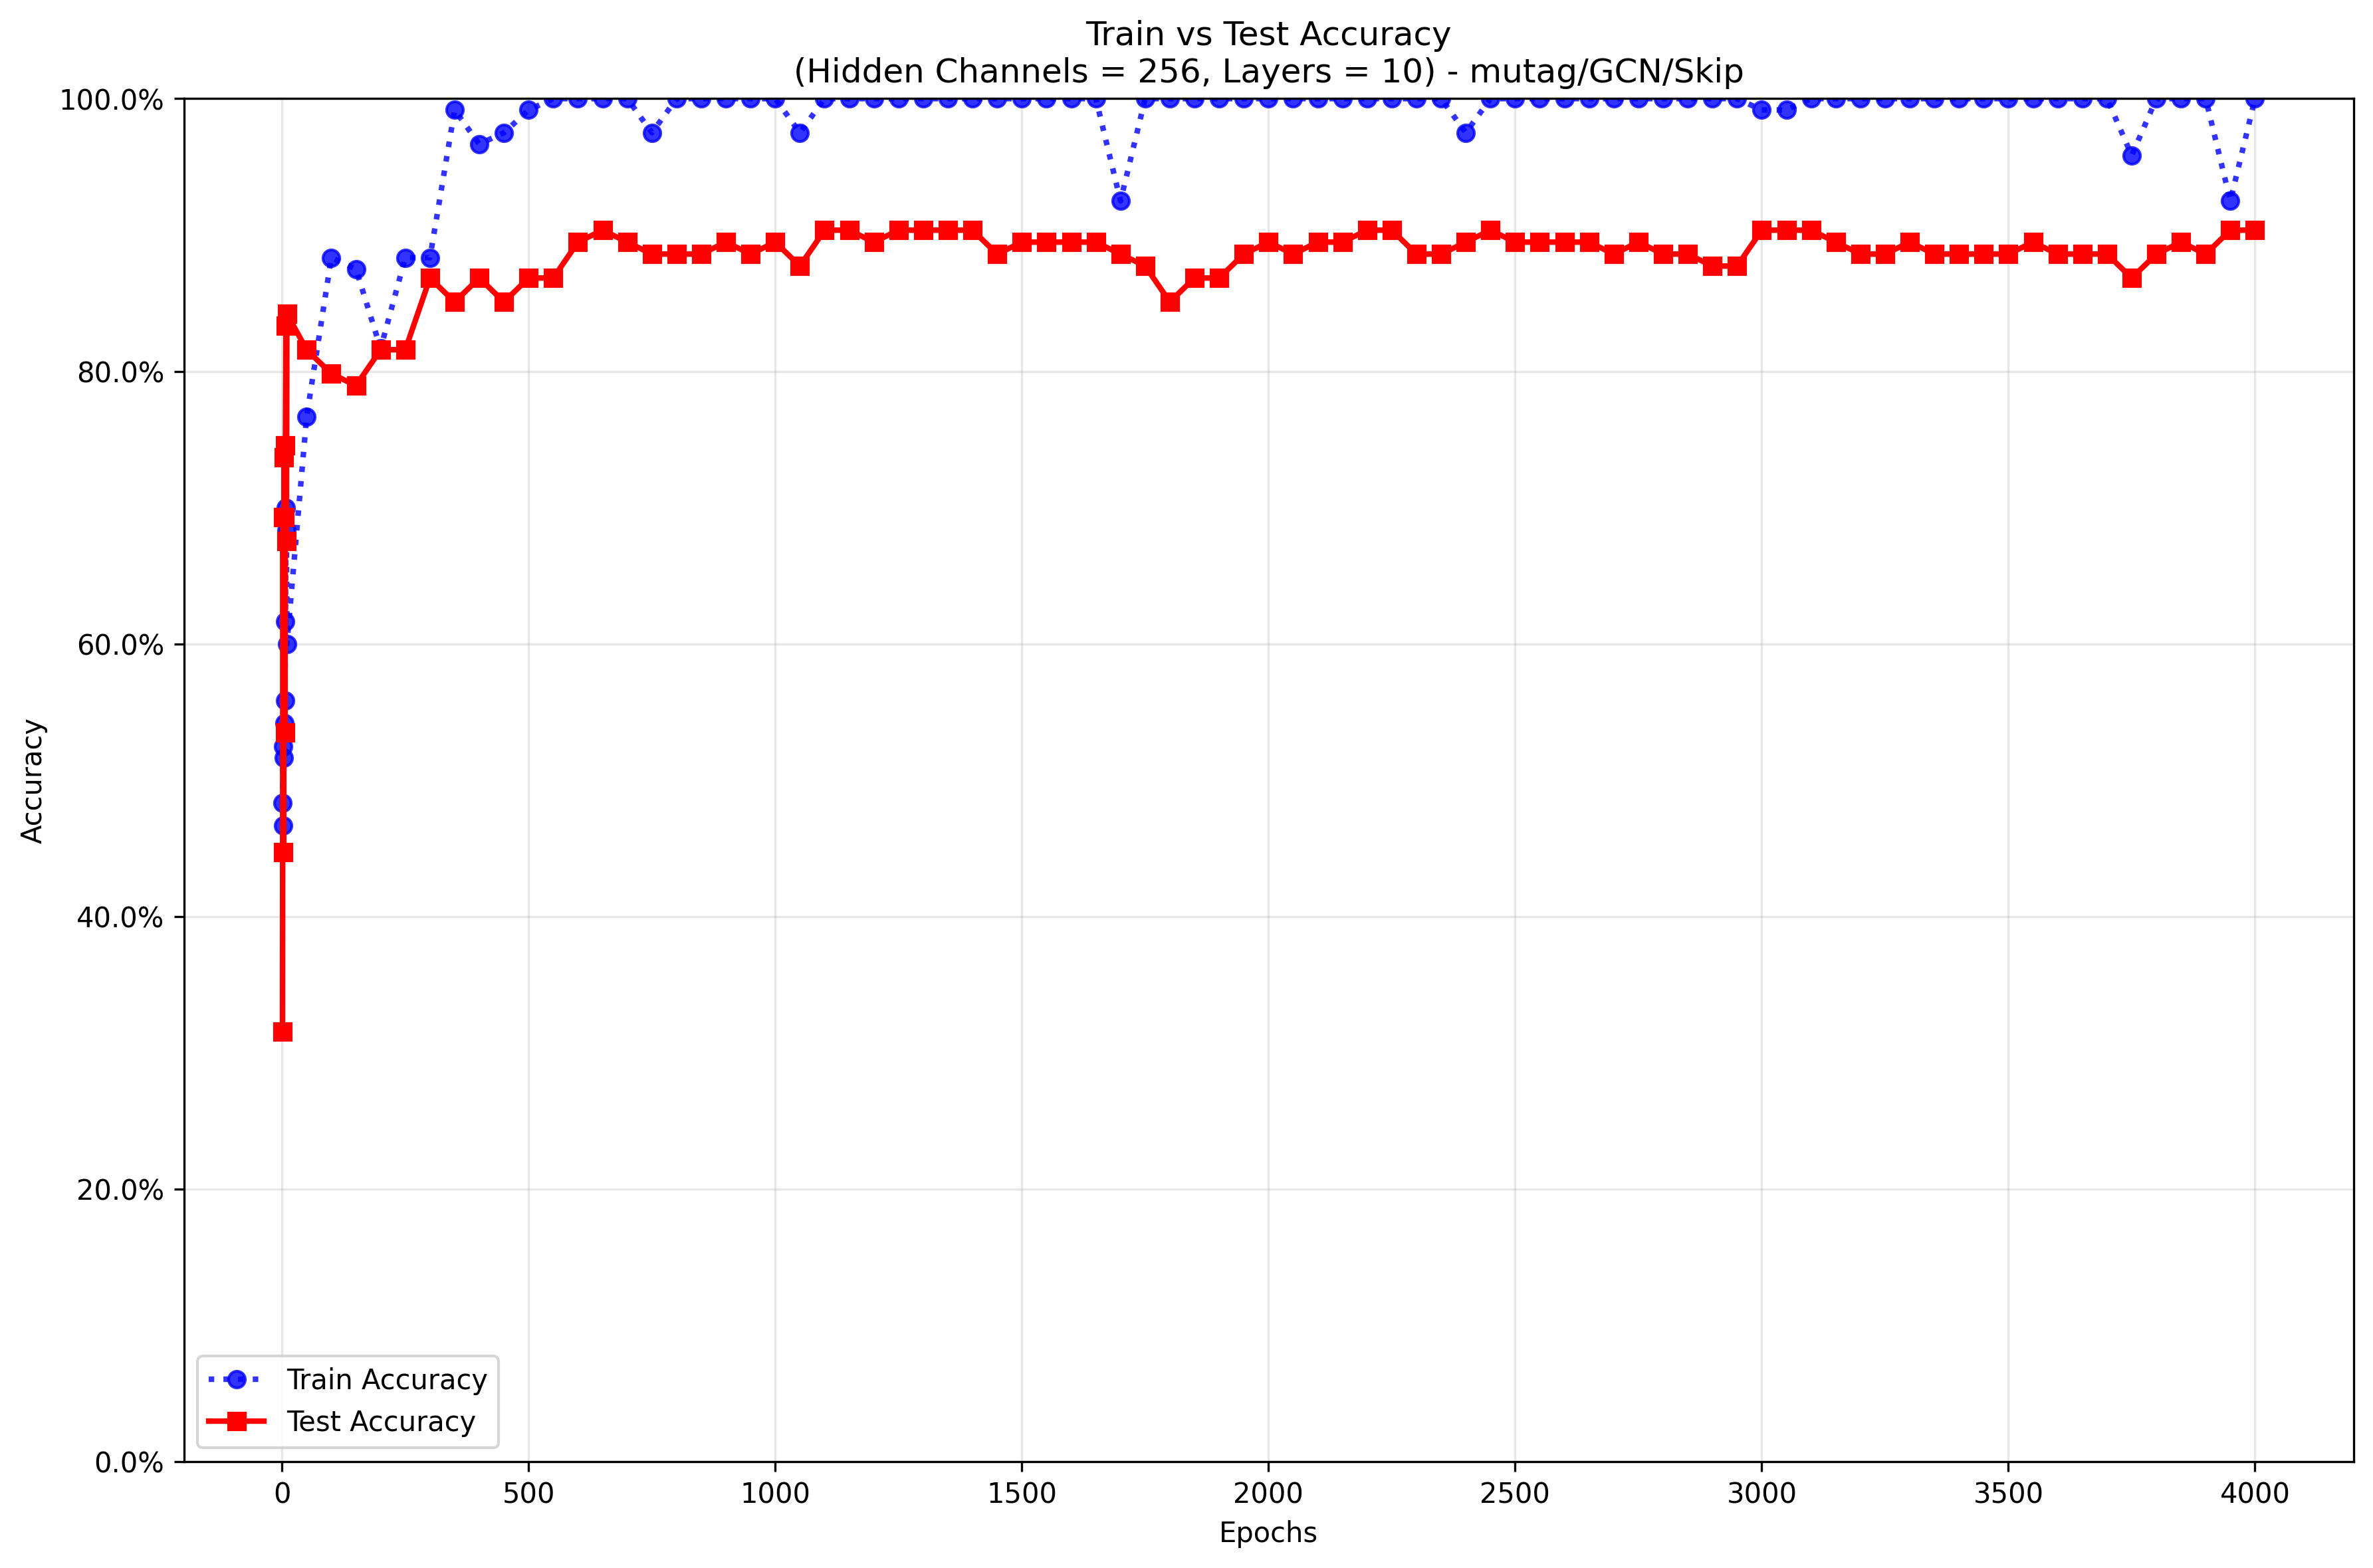 Train vs Test Accuracy
(Hidden Channels = 256, Layers = 10) - mutag/GCN/Skip
100.0%
80.0%
60.0%
40.0%
20.0%
0.0%
Accuracy
Train Accuracy
Test Accuracy
0 500 1000 1500 2000 2500 3000 3500 4000
Epochs